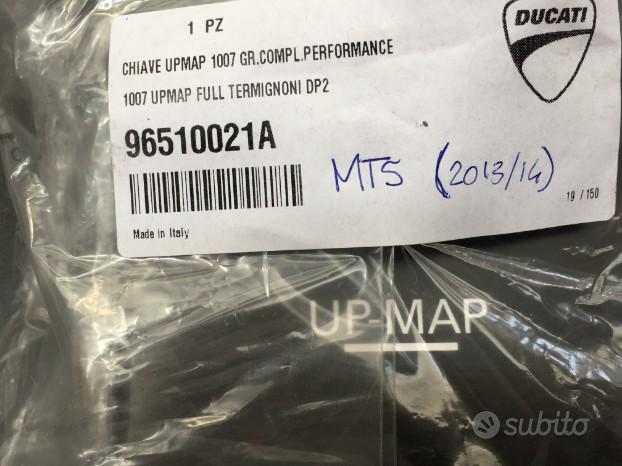 1 PZ
DUCATI
CHIAVE UPMAP 1007 GR.COMPL.PERFORMANCE
1007 UPMAP FULL TERMIGNONI DP2
96510021A
MTS (2013/14)
19 / 150
Made in Italy
UP-MAP
subito